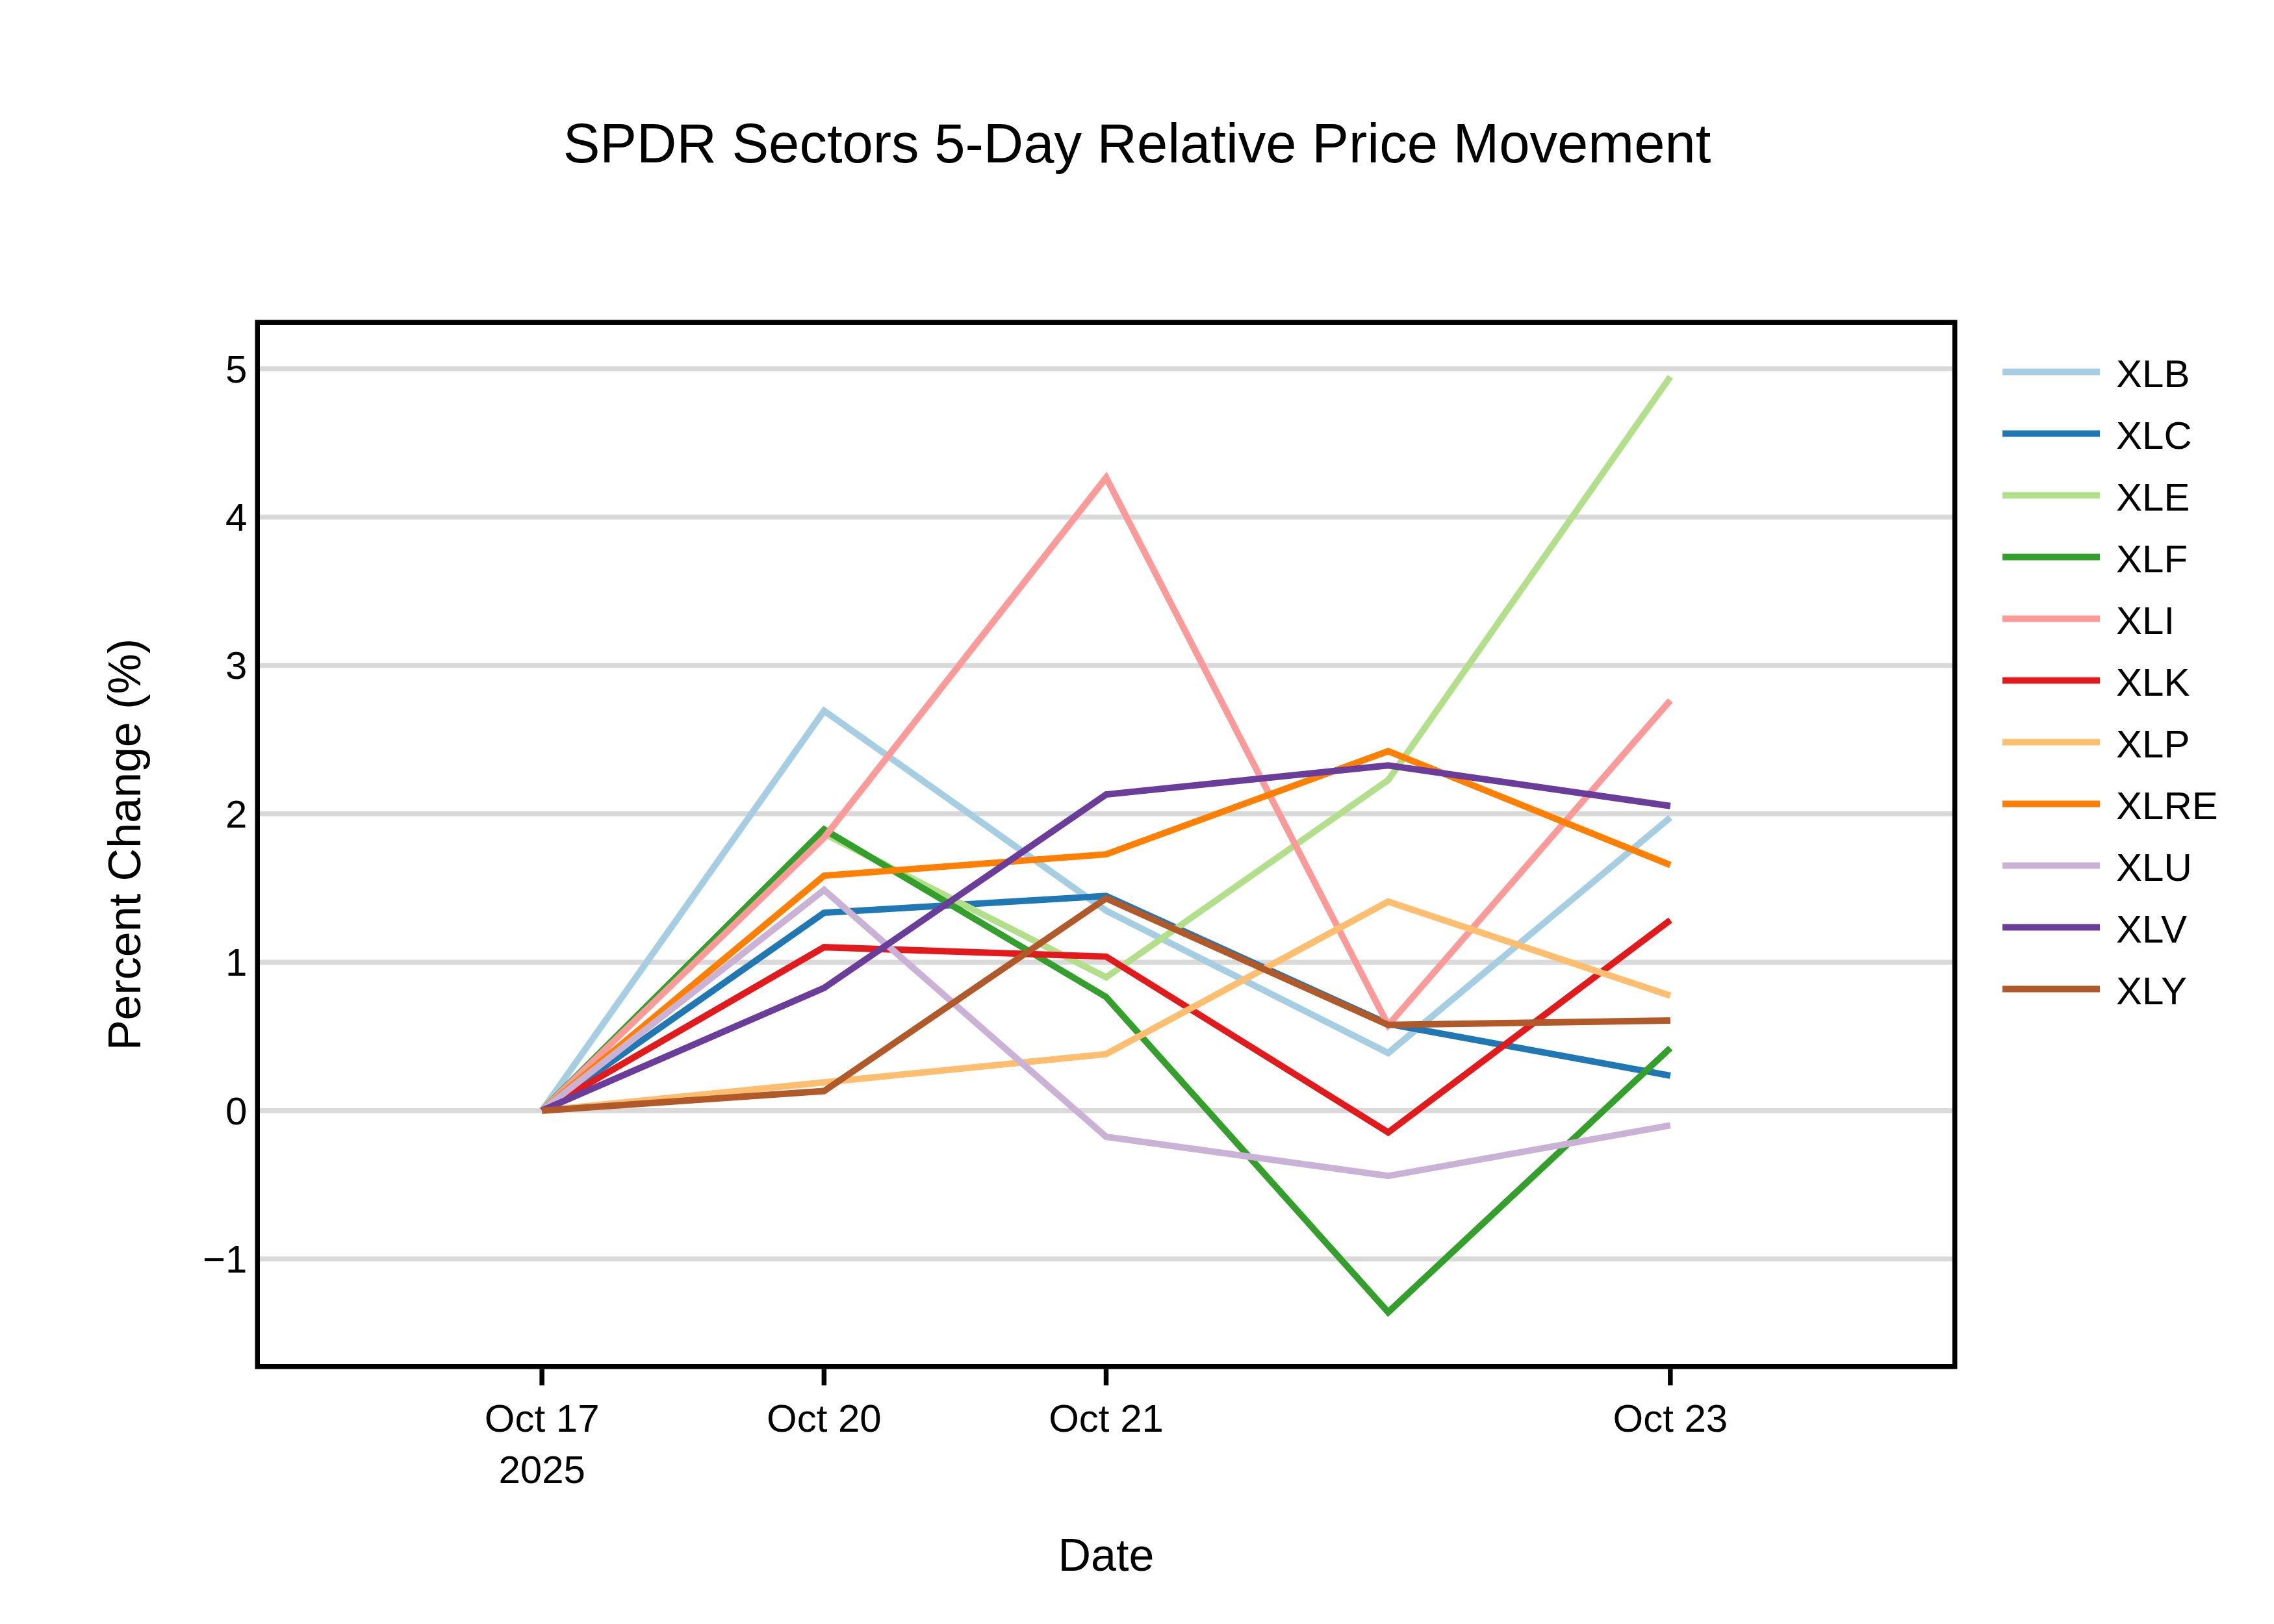 SPDR Sectors 5-Day Relative Price Movement
5
4
3
2
1
0
−1
Percent Change (%)
Oct 17
2025
Oct 20
Oct 21
Oct 23
Date
XLB
XLC
XLE
XLF
XLI
XLK
XLP
XLRE
XLU
XLV
XLY